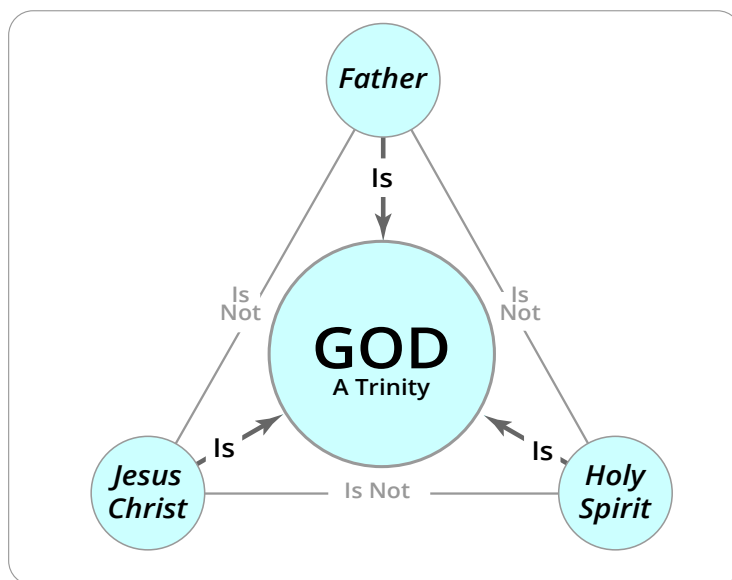 Father
Is
Is
Not
Is
Not
GOD
A Trinity
Is
Is
Jesus
Christ
Is Not
Holy
Spirit